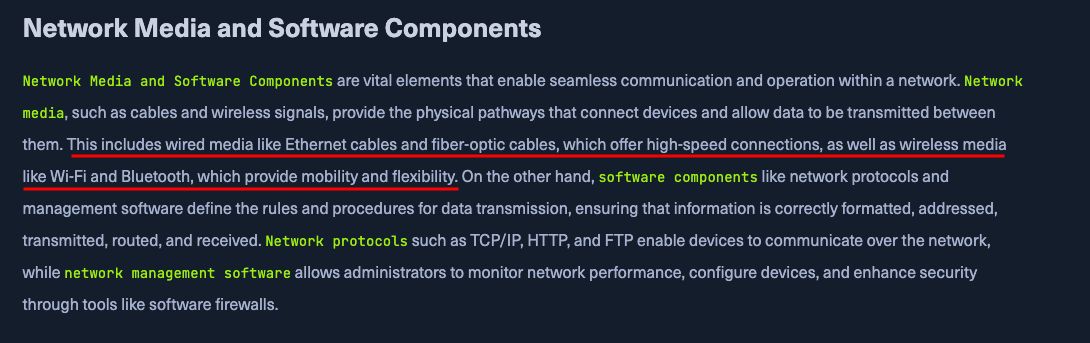 Network Media and Software Components
Network Media and Software Components are vital elements that enable seamless communication and operation within a network. Network
media, such as cables and wireless signals, provide the physical pathways that connect devices and allow data to be transmitted between
them. This includes wired media like Ethernet cables and fiber-optic cables, which offer high-speed connections, as well as wireless media
like Wi-Fi and Bluetooth, which provide mobility and flexibility. On the other hand, software components like network protocols and
management software define the rules and procedures for data transmission, ensuring that information is correctly formatted, addressed,
transmitted, routed, and received. Network protocols such as TCP/IP, HTTP, and FTP enable devices to communicate over the network,
while network management software allows administrators to monitor network performance, configure devices, and enhance security
through tools like software firewalls.